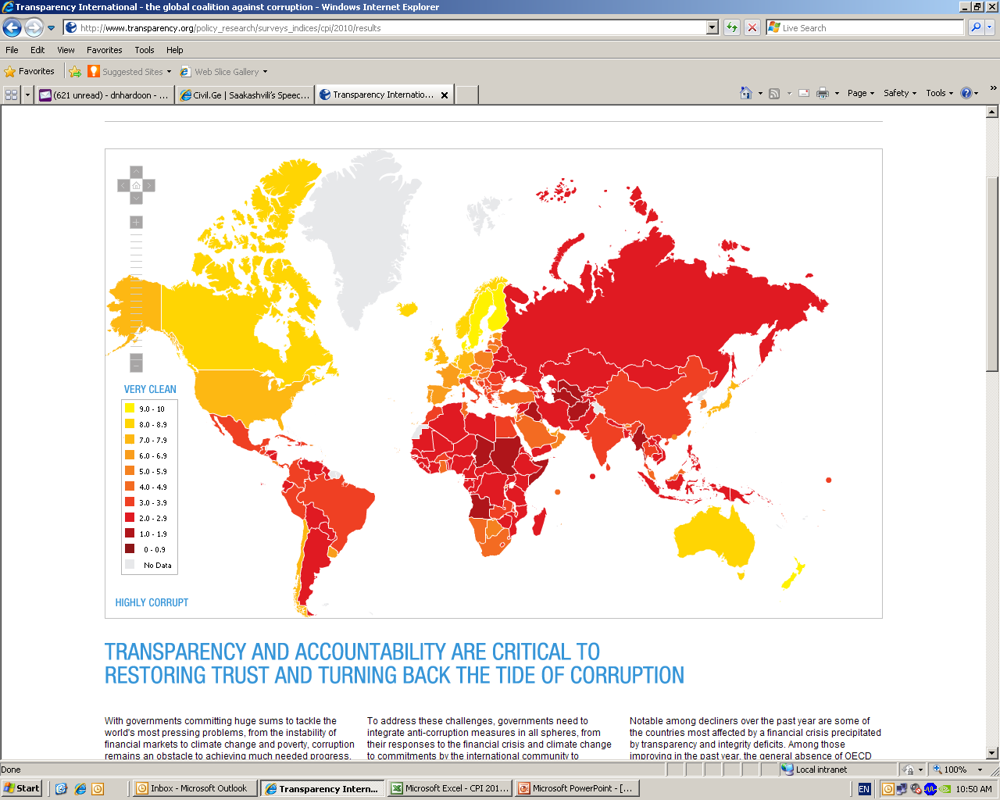 Transparency International - the global coalition against corruption - Windows Internet Explorer
http://www.transparency.org/policy_research/surveys_indices/cpi/2010/results
Live Search
File Edit View Favorites Tools Help
Favorites Suggested Sites Web Slice Gallery
(621 unread) - dnhardoon - ... Civil.Ge | Saakashvili's Speec... Transparency Internatio... Page Safety Tools
VERY CLEAN
9.0 - 10
8.0 - 8.9
7.0 - 7.9
6.0 - 6.9
5.0 - 5.9
4.0 - 4.9
3.0 - 3.9
2.0 - 2.9
1.0 - 1.9
0 - 0.9
No Data
HIGHLY CORRUPT
TRANSPARENCY AND ACCOUNTABILITY ARE CRITICAL TO
RESTORING TRUST AND TURNING BACK THE TIDE OF CORRUPTION
With governments committing huge sums to tackle the
world's most pressing problems, from the instability of
financial markets to climate change and poverty, corruption
remains an obstacle to achieving much needed progress.
To address these challenges, governments need to
integrate anti-corruption measures in all spheres, from
their responses to the financial crisis and climate change
to commitments by the international community to
Notable among decliners over the past year are some of
the countries most affected by a financial crisis precipitated
by transparency and integrity deficits. Among those
improving in the past year, the general absence of OECD
Done Local intranet 100%
Start Inbox - Microsoft Outlook Transparency Intern... Microsoft Excel - CPI 201... Microsoft PowerPoint - [... EN 10:50 AM